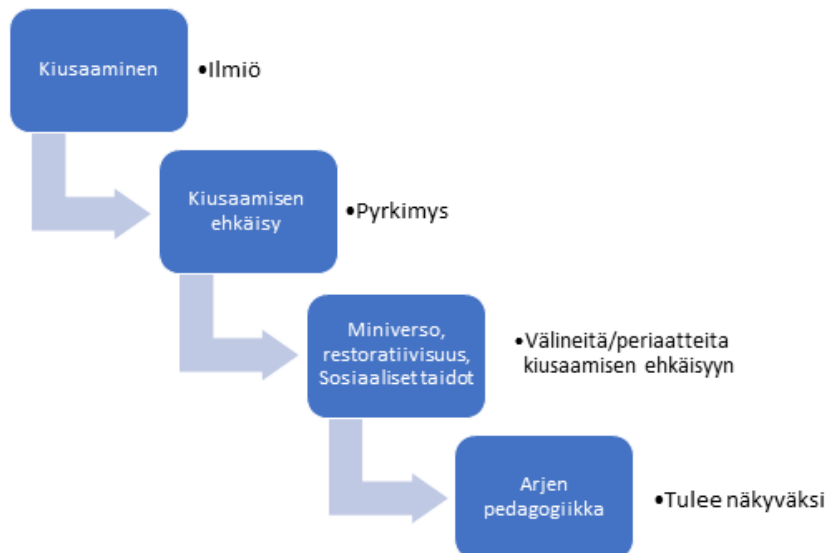 Kiusaaminen
•Ilmiö
Kiusaamisen
ehkäisy
•Pyrkimys
Miniverso,
restoratiivisuus,
Sosiaaliset taidot
•Välineitä/periaatteita
kiusaamisen ehkäisyyn
Arjen
pedagogiikka
•Tulee näkyväksi